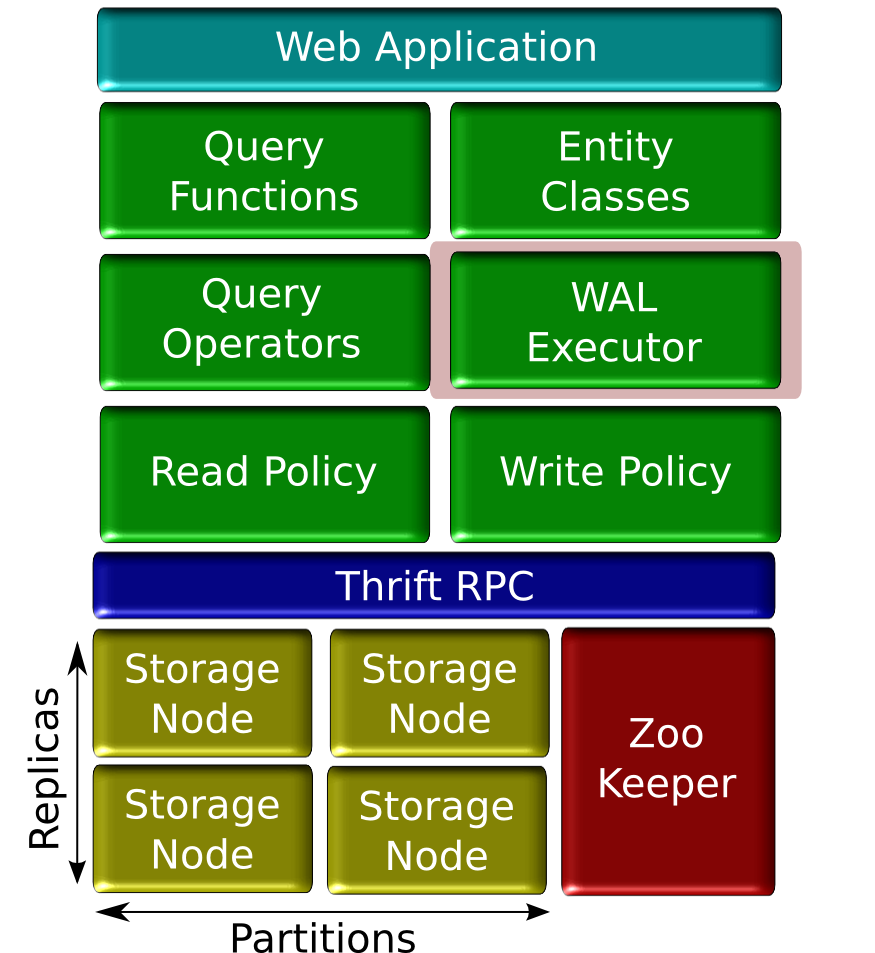 Web Application
Query
Functions
Entity
Classes
Query
Operators
WAL
Executor
Read Policy
Write Policy
Thrift RPC
Replicas
Storage
Node
Storage
Node
Zoo
Keeper
Storage
Node
Storage
Node
Partitions